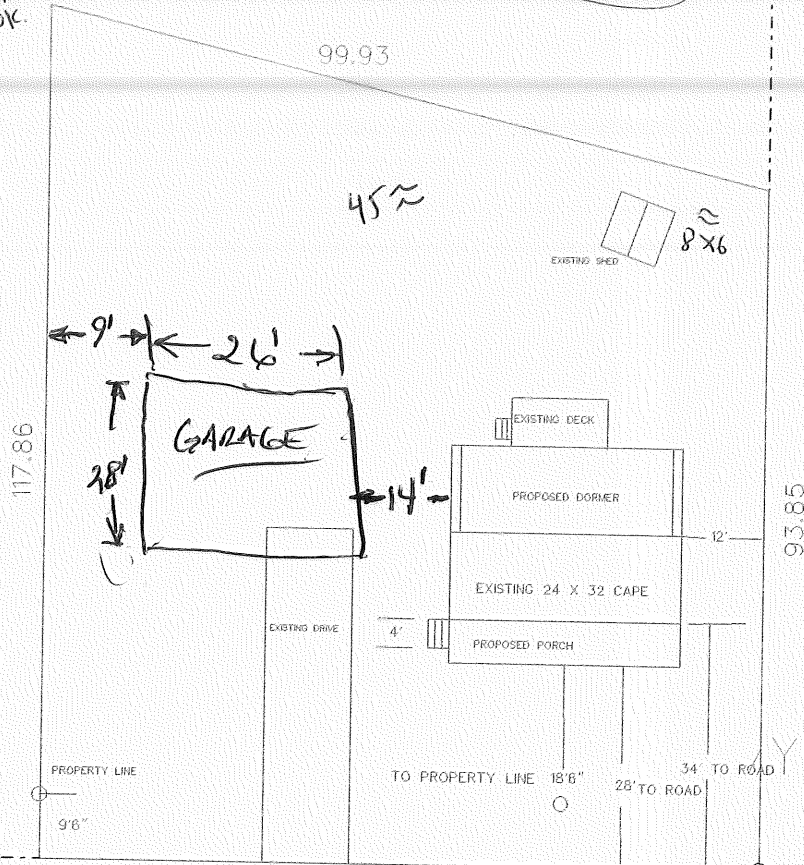 OK.
99.93
45≈
≈
8X6
EXISTING SHED
9'
26'
GARAGE
28'
14'
117.86
EXISTING DECK
PROPOSED DORMER
12'
93.85
EXISTING 24 X 32 CAPE
EXISTING DRIVE
4'
PROPOSED PORCH
PROPERTY LINE
9'6"
TO PROPERTY LINE 18'6"
28' TO ROAD
34' TO ROAD
Y